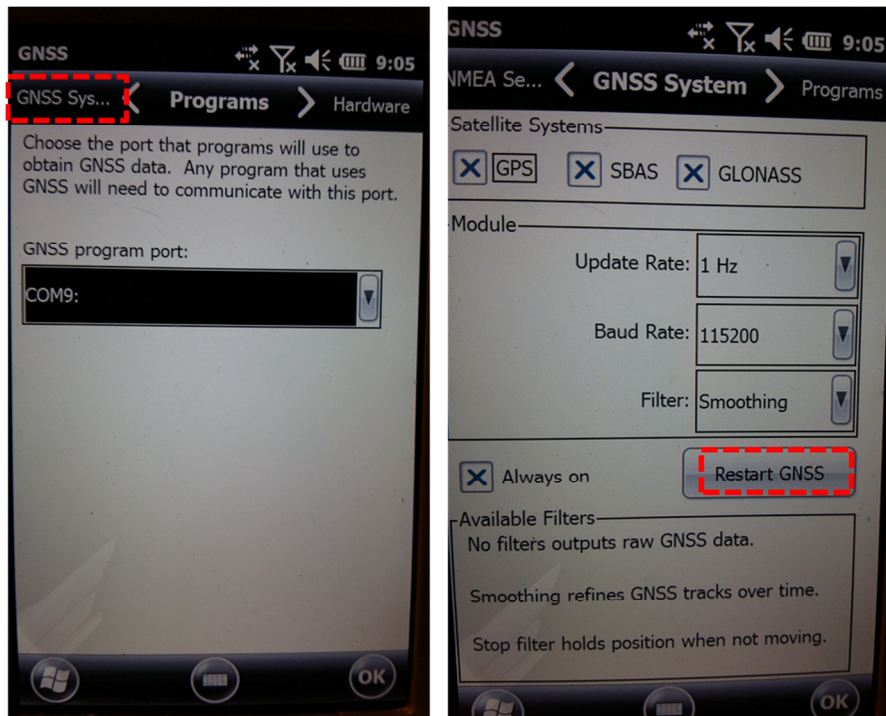 GNSS
9:05
GNSS Sys...
Programs
Hardware
Choose the port that programs will use to
obtain GNSS data. Any program that uses
GNSS will need to communicate with this port.
GNSS program port:
COM9:
OK
GNSS
9:05
NMEA Se...
GNSS System
Programs
Satellite Systems
GPS
SBAS
GLONASS
Module
Update Rate: 1 Hz
Baud Rate: 115200
Filter: Smoothing
Always on
Restart GNSS
Available Filters
No filters outputs raw GNSS data.
Smoothing refines GNSS tracks over time.
Stop filter holds position when not moving.
OK